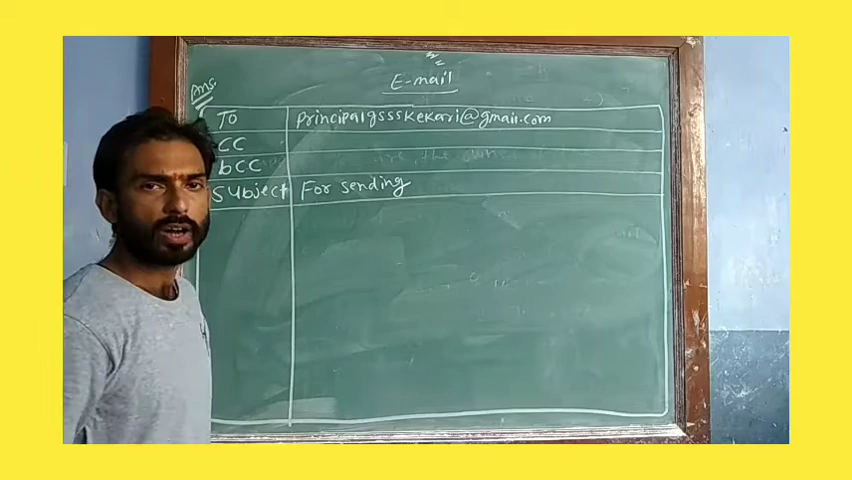 E-mail
Ans.
To principalgssskekari@gmail.com
CC
bCC
Subject For sending